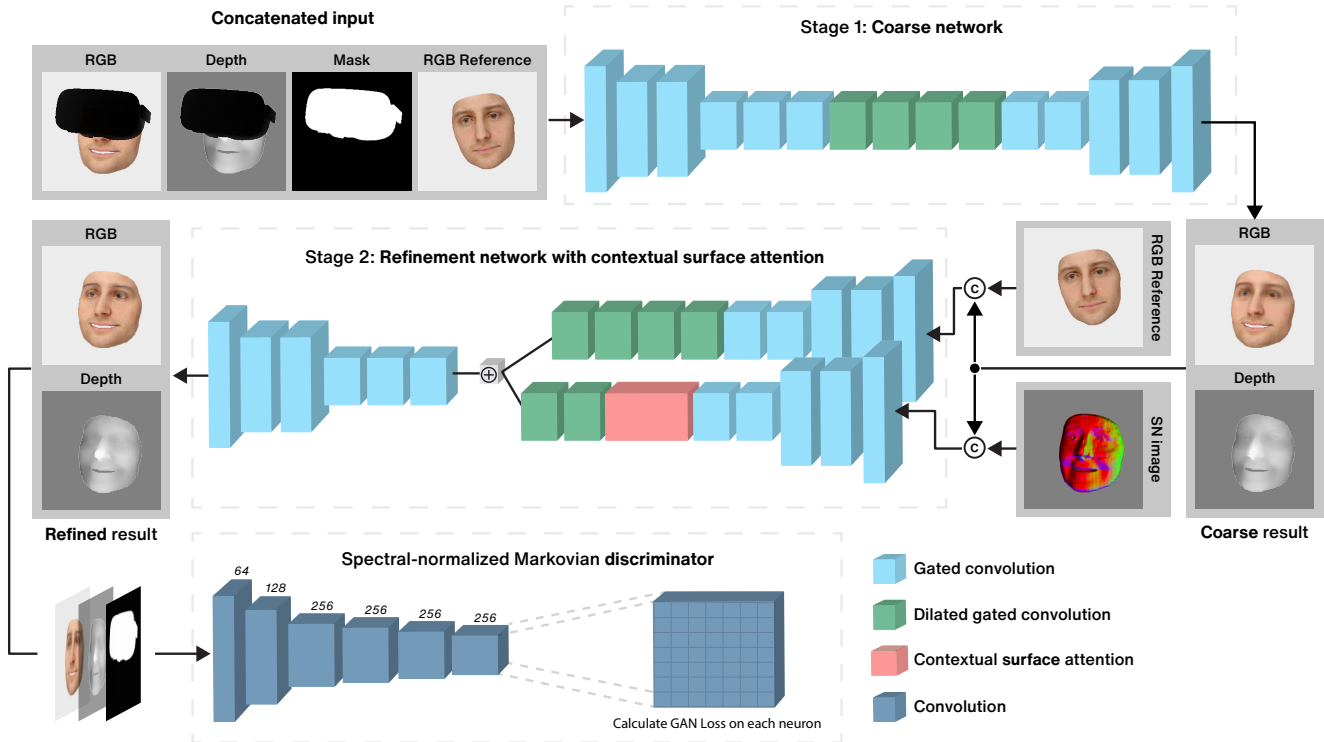 Concatenated input
RGB
Depth
Mask
RGB Reference
Stage 1: Coarse network
RGB
Depth
Refined result
Stage 2: Refinement network with contextual surface attention
+
C
C
RGB Reference
SN image
RGB
Depth
Coarse result
Spectral-normalized Markovian discriminator
64
128
256
256
256
256
Calculate GAN Loss on each neuron
Gated convolution
Dilated gated convolution
Contextual surface attention
Convolution